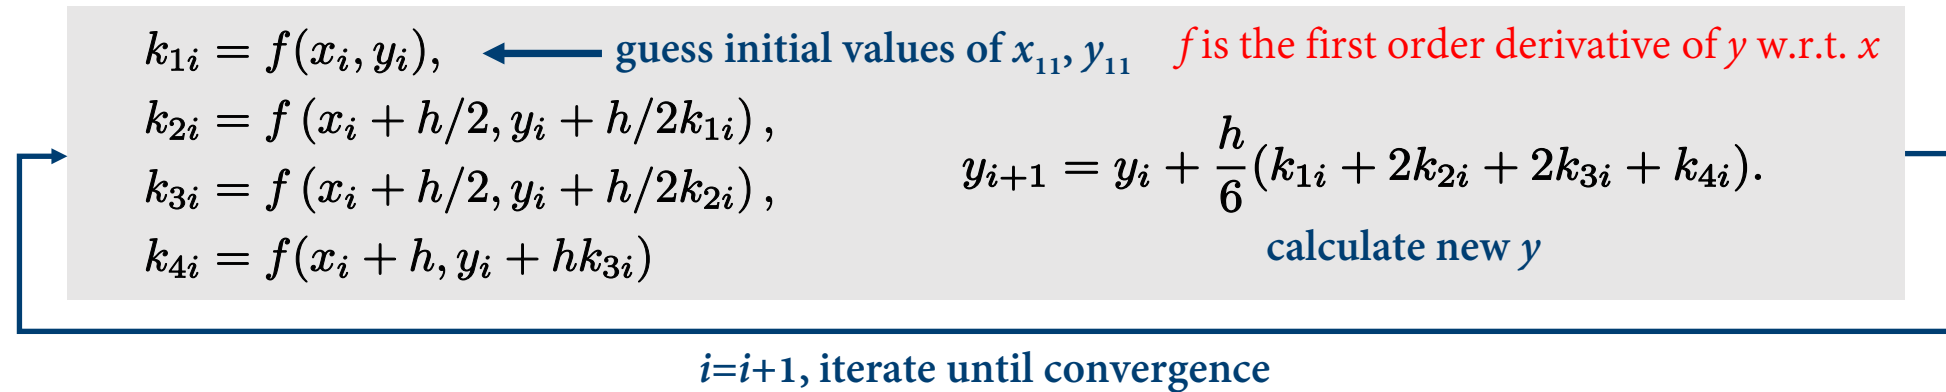 k₁ᵢ = f(xᵢ, yᵢ), guess initial values of x₁₁, y₁₁ f is the first order derivative of y w.r.t. x
k₂ᵢ = f (xᵢ + h/2, yᵢ + h/2k₁ᵢ) ,
k₃ᵢ = f (xᵢ + h/2, yᵢ + h/2k₂ᵢ) ,
k₄ᵢ = f(xᵢ + h, yᵢ + hk₃ᵢ)
yᵢ₊₁ = yᵢ + h/6(k₁ᵢ + 2k₂ᵢ + 2k₃ᵢ + k₄ᵢ).
calculate new y
i=i+1, iterate until convergence